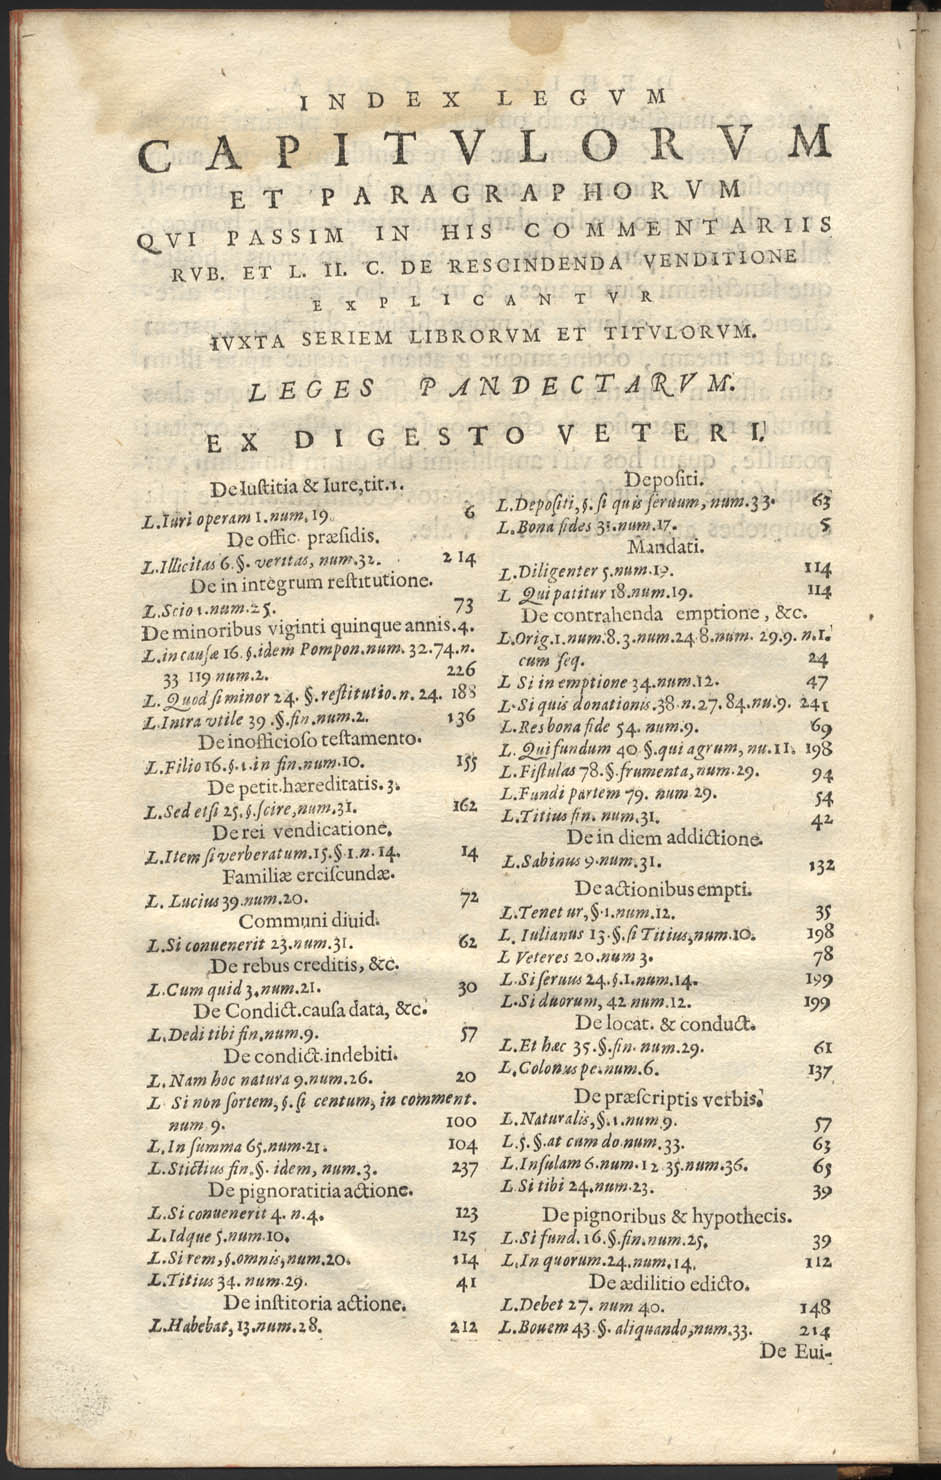 INDEX LEGVM
CAPITVLORVM
ET PARAGRAPHORVM
QVI PASSIM IN HIS COMMENTARIIS
RVB. ET L. II. C. DE RESCINDENDA VENDITIONE
EXPLICANTVR
IVXTA SERIEM LIBRORVM ET TITVLORVM.
LEGES PANDECTARVM.
EX DIGESTO VETERI.
De Iustitia & Iure, tit.1.
L. Iuri operam 1. num. 19. 6
De offic. præsidis.
L. Illicitas 6. §. veritas, num. 32. 214
De in integrum restitutione.
L. Scio 1. num. 25. 73
De minoribus viginti quinque annis. 4.
L. in causæ 16. §. idem Pompon. num. 32. 74. n.
33 119 num. 2. 226
L. Quod si minor 24. §. restitutio. n. 24. 188
L. Intra vtile 39. §. fin. num. 2. 136
De inofficioso testamento.
L. Filio 16. §. 1. in fin. num. 10. 155
De petit. hæreditatis. 3.
L. Sed etsi 25. §. scire, num. 31. 162
De rei vendicatione.
L. Item si verberatum. 15. § 1. n. 14. 14
Familiæ erciscundæ.
L. Lucius 39. num. 20. 72
Communi diuid.
L. Si conuenerit 23. num. 31. 62
De rebus creditis, &c.
L. Cum quid 3. num. 21. 30
De Condict. causa data, &c.
L. Dedi tibi fin. num. 9. 57
De condict. indebiti.
L. Nam hoc natura 9. num. 26. 20
L Si non sortem, §. si centum, in comment.
num 9. 100
L. In summa 65. num. 21. 104
L. Stictius fin. §. idem, num. 3. 237
De pignoratitia actione.
L. Si conuenerit 4. n. 4. 123
L. Idque 5. num. 10. 125
L. Si rem, §. omnis, num. 20. 114
L. Titius 34. num. 29. 41
De institoria actione.
L. Habebat, 13. num. 28. 212
Depositi.
L. Depositi, §. si quis seruum, num. 33. 63
L. Bona fides 31. num. 17. 5
Mandati.
L. Diligenter 5. num. 19. 114
L Qui patitur 18. num. 19. 114
De contrahenda emptione, &c.
L. Orig. 1. num. 8. 3. num. 24 8. num. 29. 9. n. 1.
cum seq. 24
L Si in emptione 34. num. 12. 47
L. Si quis donationis. 38 n. 27. 84. nu. 9. 241
L. Res bona fide 54. num. 9. 69
L. Qui fundum 40 §. qui agrum, nu. 11. 198
L. Fistulas 78. §. frumenta, num. 29. 94
L. Fundi partem 79. num 29. 54
L. Titius fin. num. 31. 42
De in diem addictione.
L. Sabinus 9. num. 31. 132
De actionibus empti.
L. Tenetur, §. 1. num. 12. 35
L. Iulianus 13. §. si Titius, num. 10. 198
L Veteres 20. num 3. 78
L. Si seruus 24. §. 1. num. 14. 199
L. Si duorum, 42 num. 12. 199
De locat. & conduct.
L. Et hæc 35. §. fin. num. 29. 61
L. Colonus pe. num. 6. 137
De præscriptis verbis.
L. Naturalis, §. 1. num 9. 57
L. 5. §. at cum do num. 33. 63
L. Insulam 6. num. 12 35. num. 36. 65
L. Si tibi 24. num. 23. 39
De pignoribus & hypothecis.
L. Si fund. 16. §. fin. num. 25. 39
L. In quorum. 24. num. 14. 112
De ædilitio edicto.
L. Debet 27. num 40. 148
L. Bouem 43. §. aliquando, num. 33. 214
De Eui-